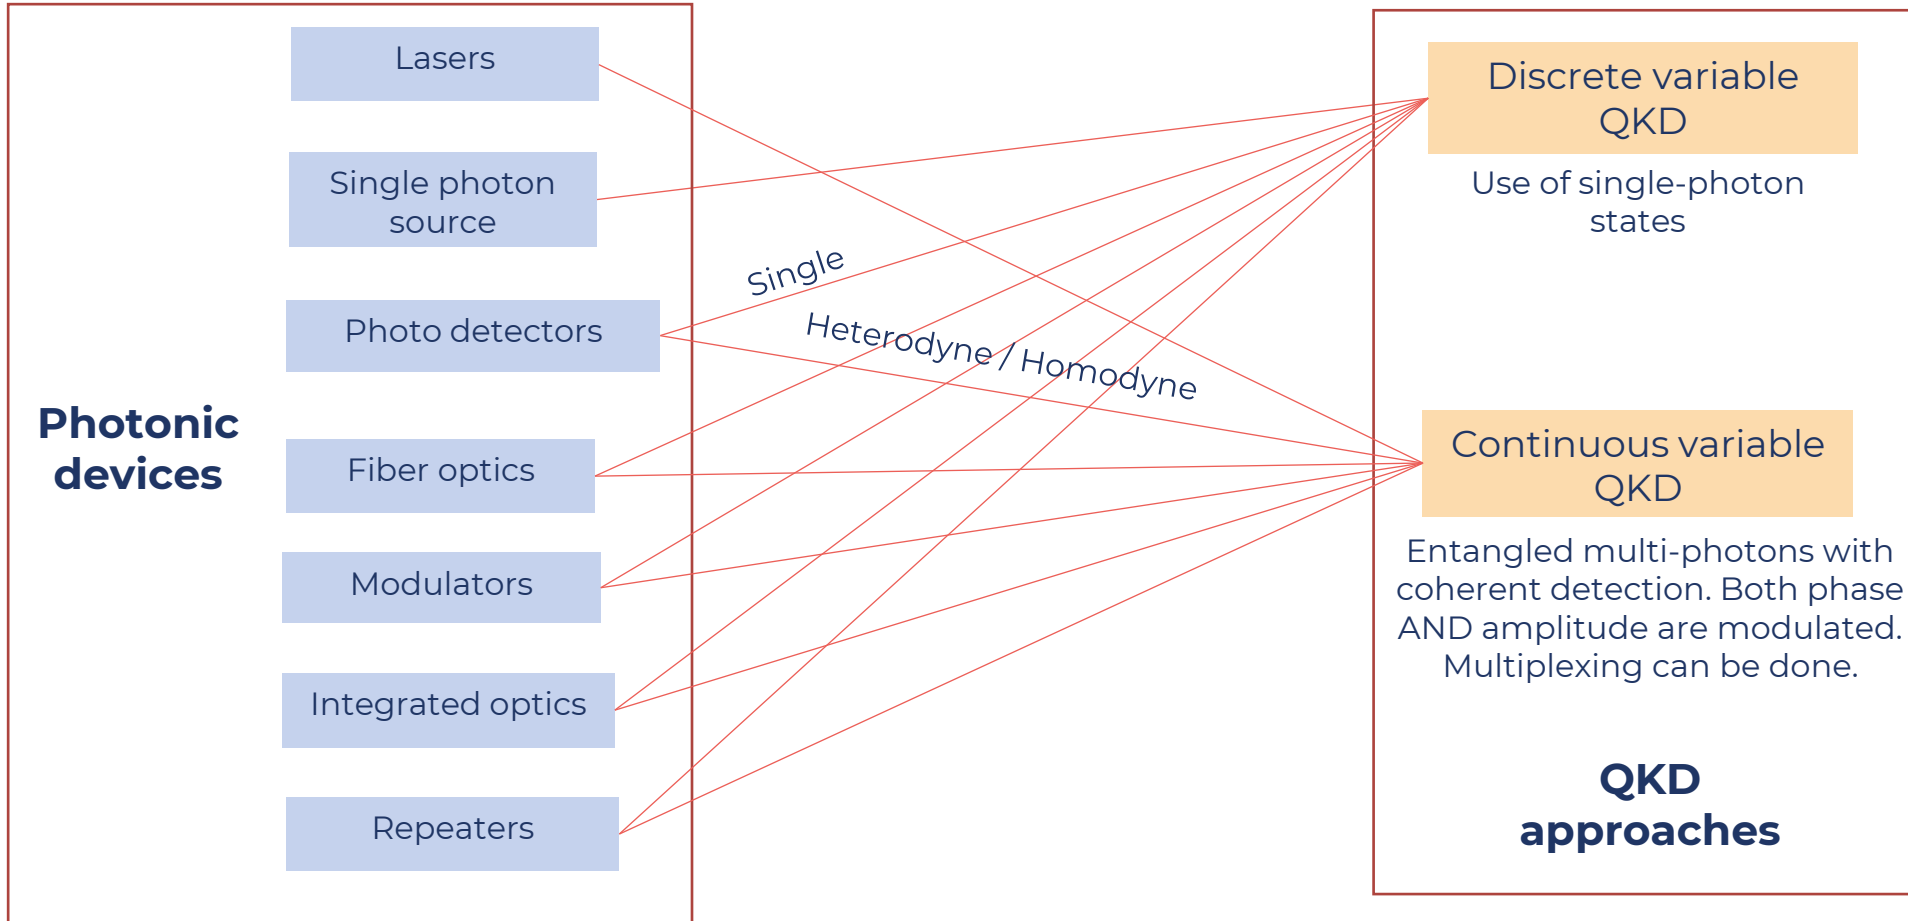 Photonic
devices
Lasers
Single photon
source
Photo detectors
Fiber optics
Modulators
Integrated optics
Repeaters
Single
Heterodyne / Homodyne
Discrete variable
QKD
Use of single-photon
states
Continuous variable
QKD
Entangled multi-photons with
coherent detection. Both phase
AND amplitude are modulated.
Multiplexing can be done.
QKD
approaches